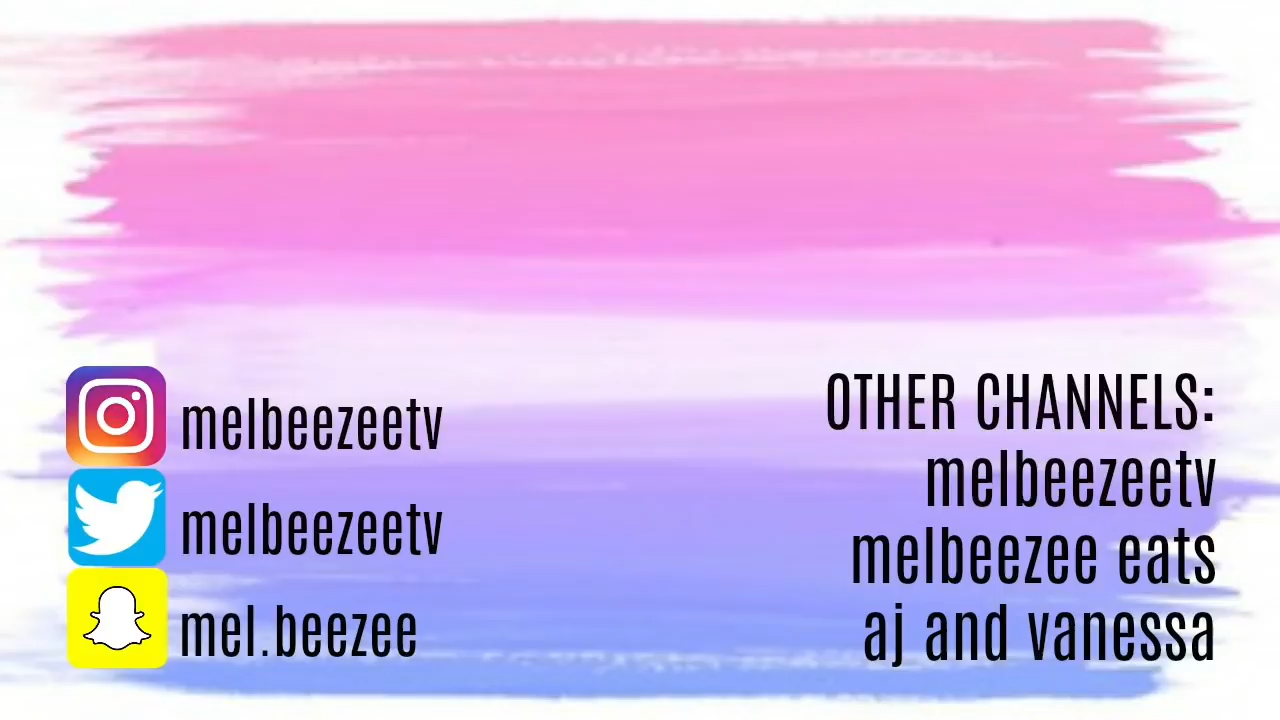 melbeezeetv
melbeezeetv
mel.beezee
OTHER CHANNELS:
melbeezeetv
melbeezee eats
aj and vanessa